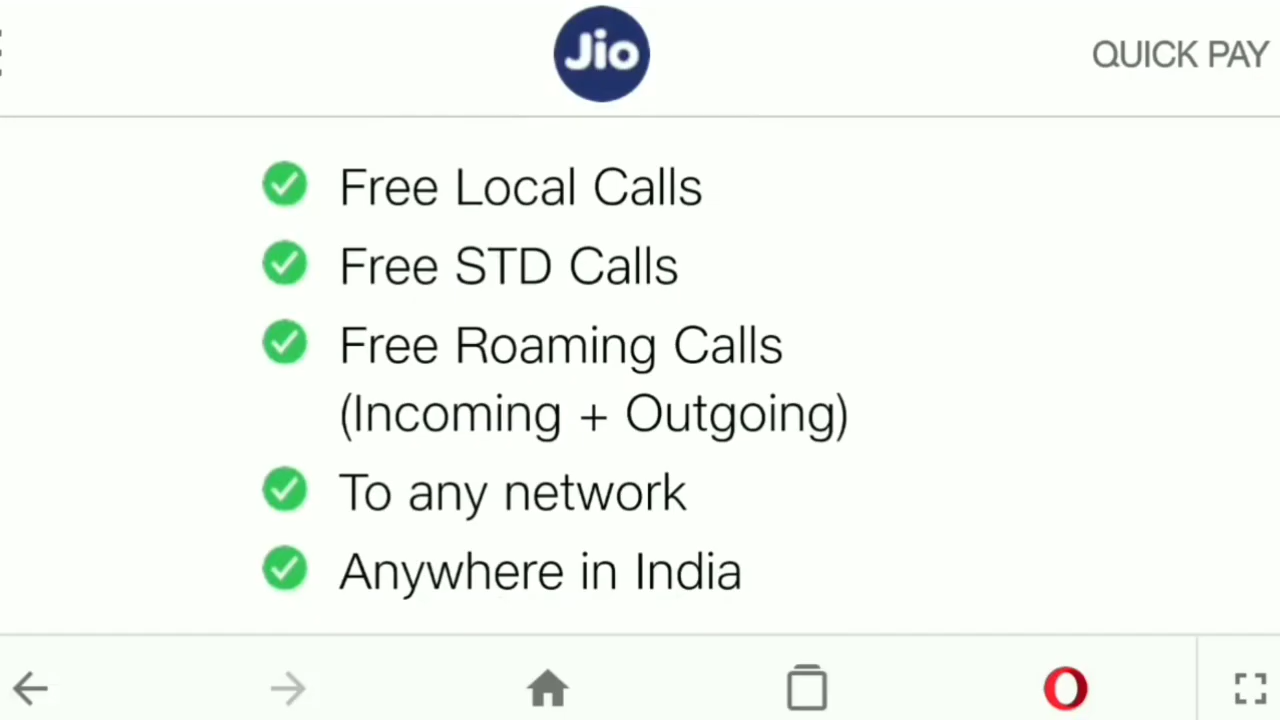 Jio
QUICK PAY
Free Local Calls
Free STD Calls
Free Roaming Calls
(Incoming + Outgoing)
To any network
Anywhere in India